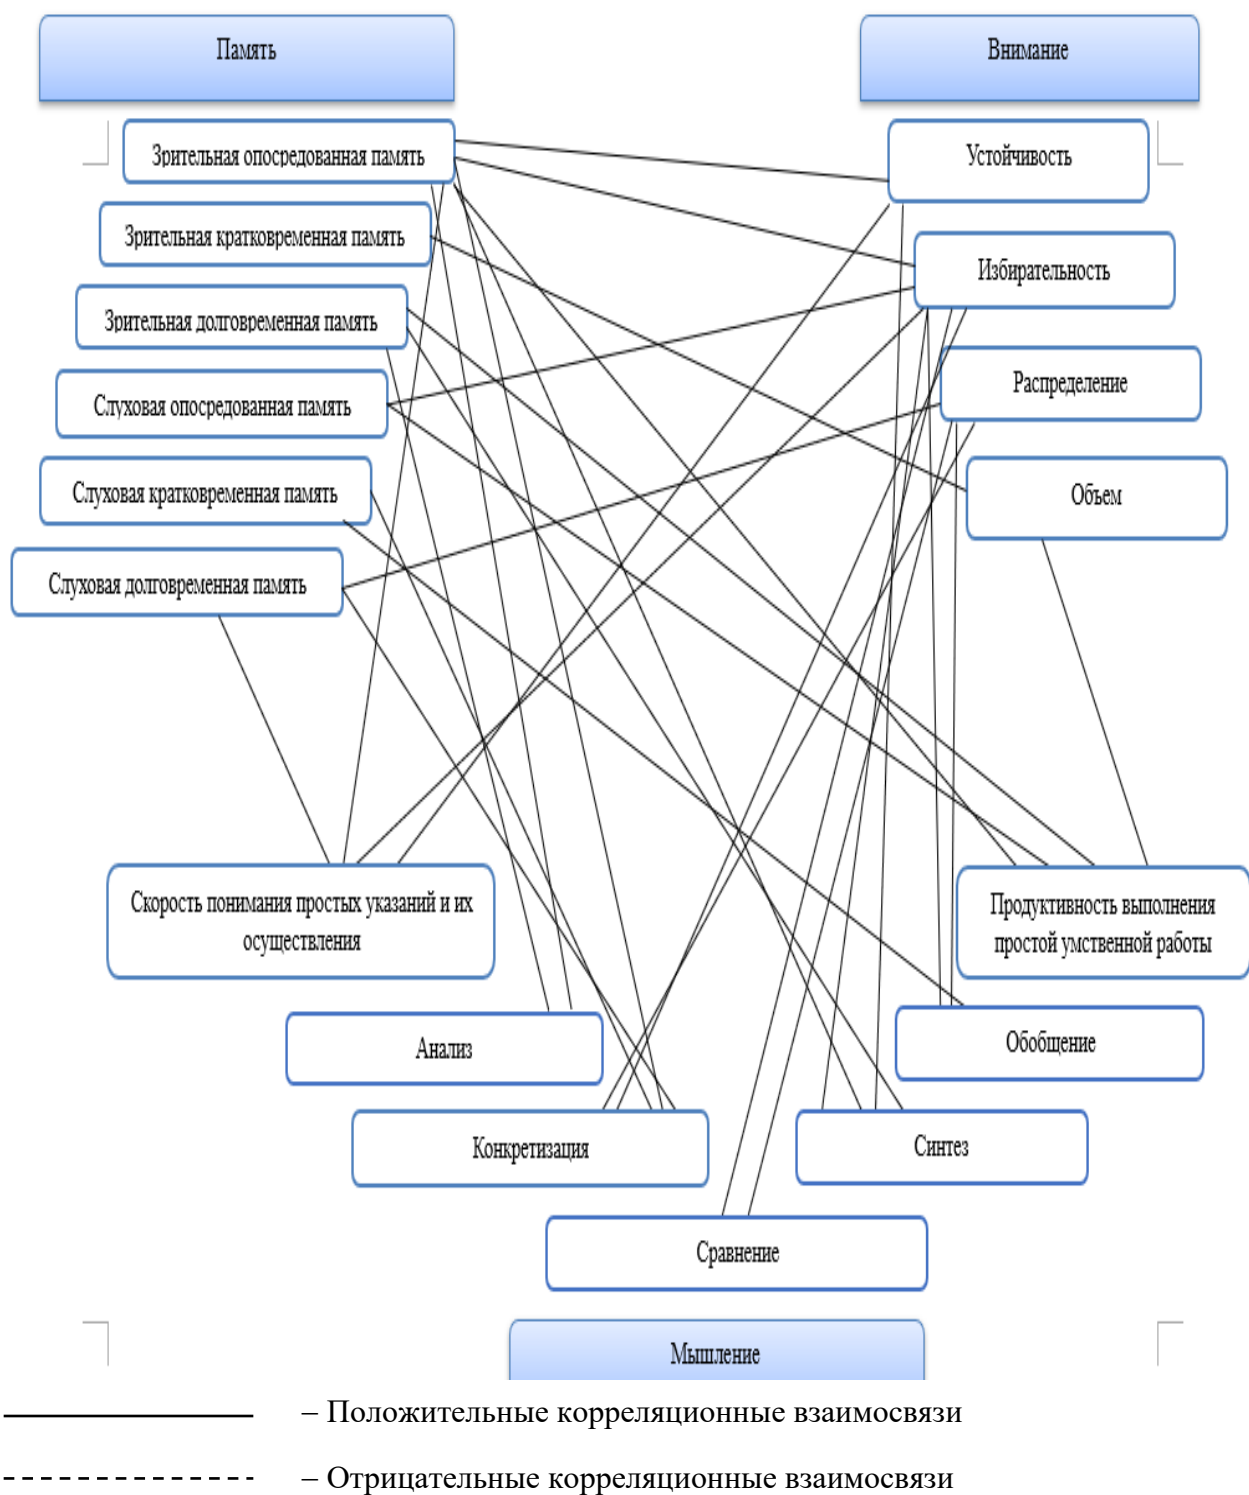 Память
Внимание
Зрительная опосредованная память
Устойчивость
Зрительная кратковременная память
Избирательность
Зрительная долговременная память
Распределение
Слуховая опосредованная память
Слуховая кратковременная память
Объем
Слуховая долговременная память
Скорость понимания простых указаний и их
осуществления
Продуктивность выполнения
простой умственной работы
Анализ
Обобщение
Конкретизация
Синтез
Сравнение
Мышление
– Положительные корреляционные взаимосвязи
– Отрицательные корреляционные взаимосвязи